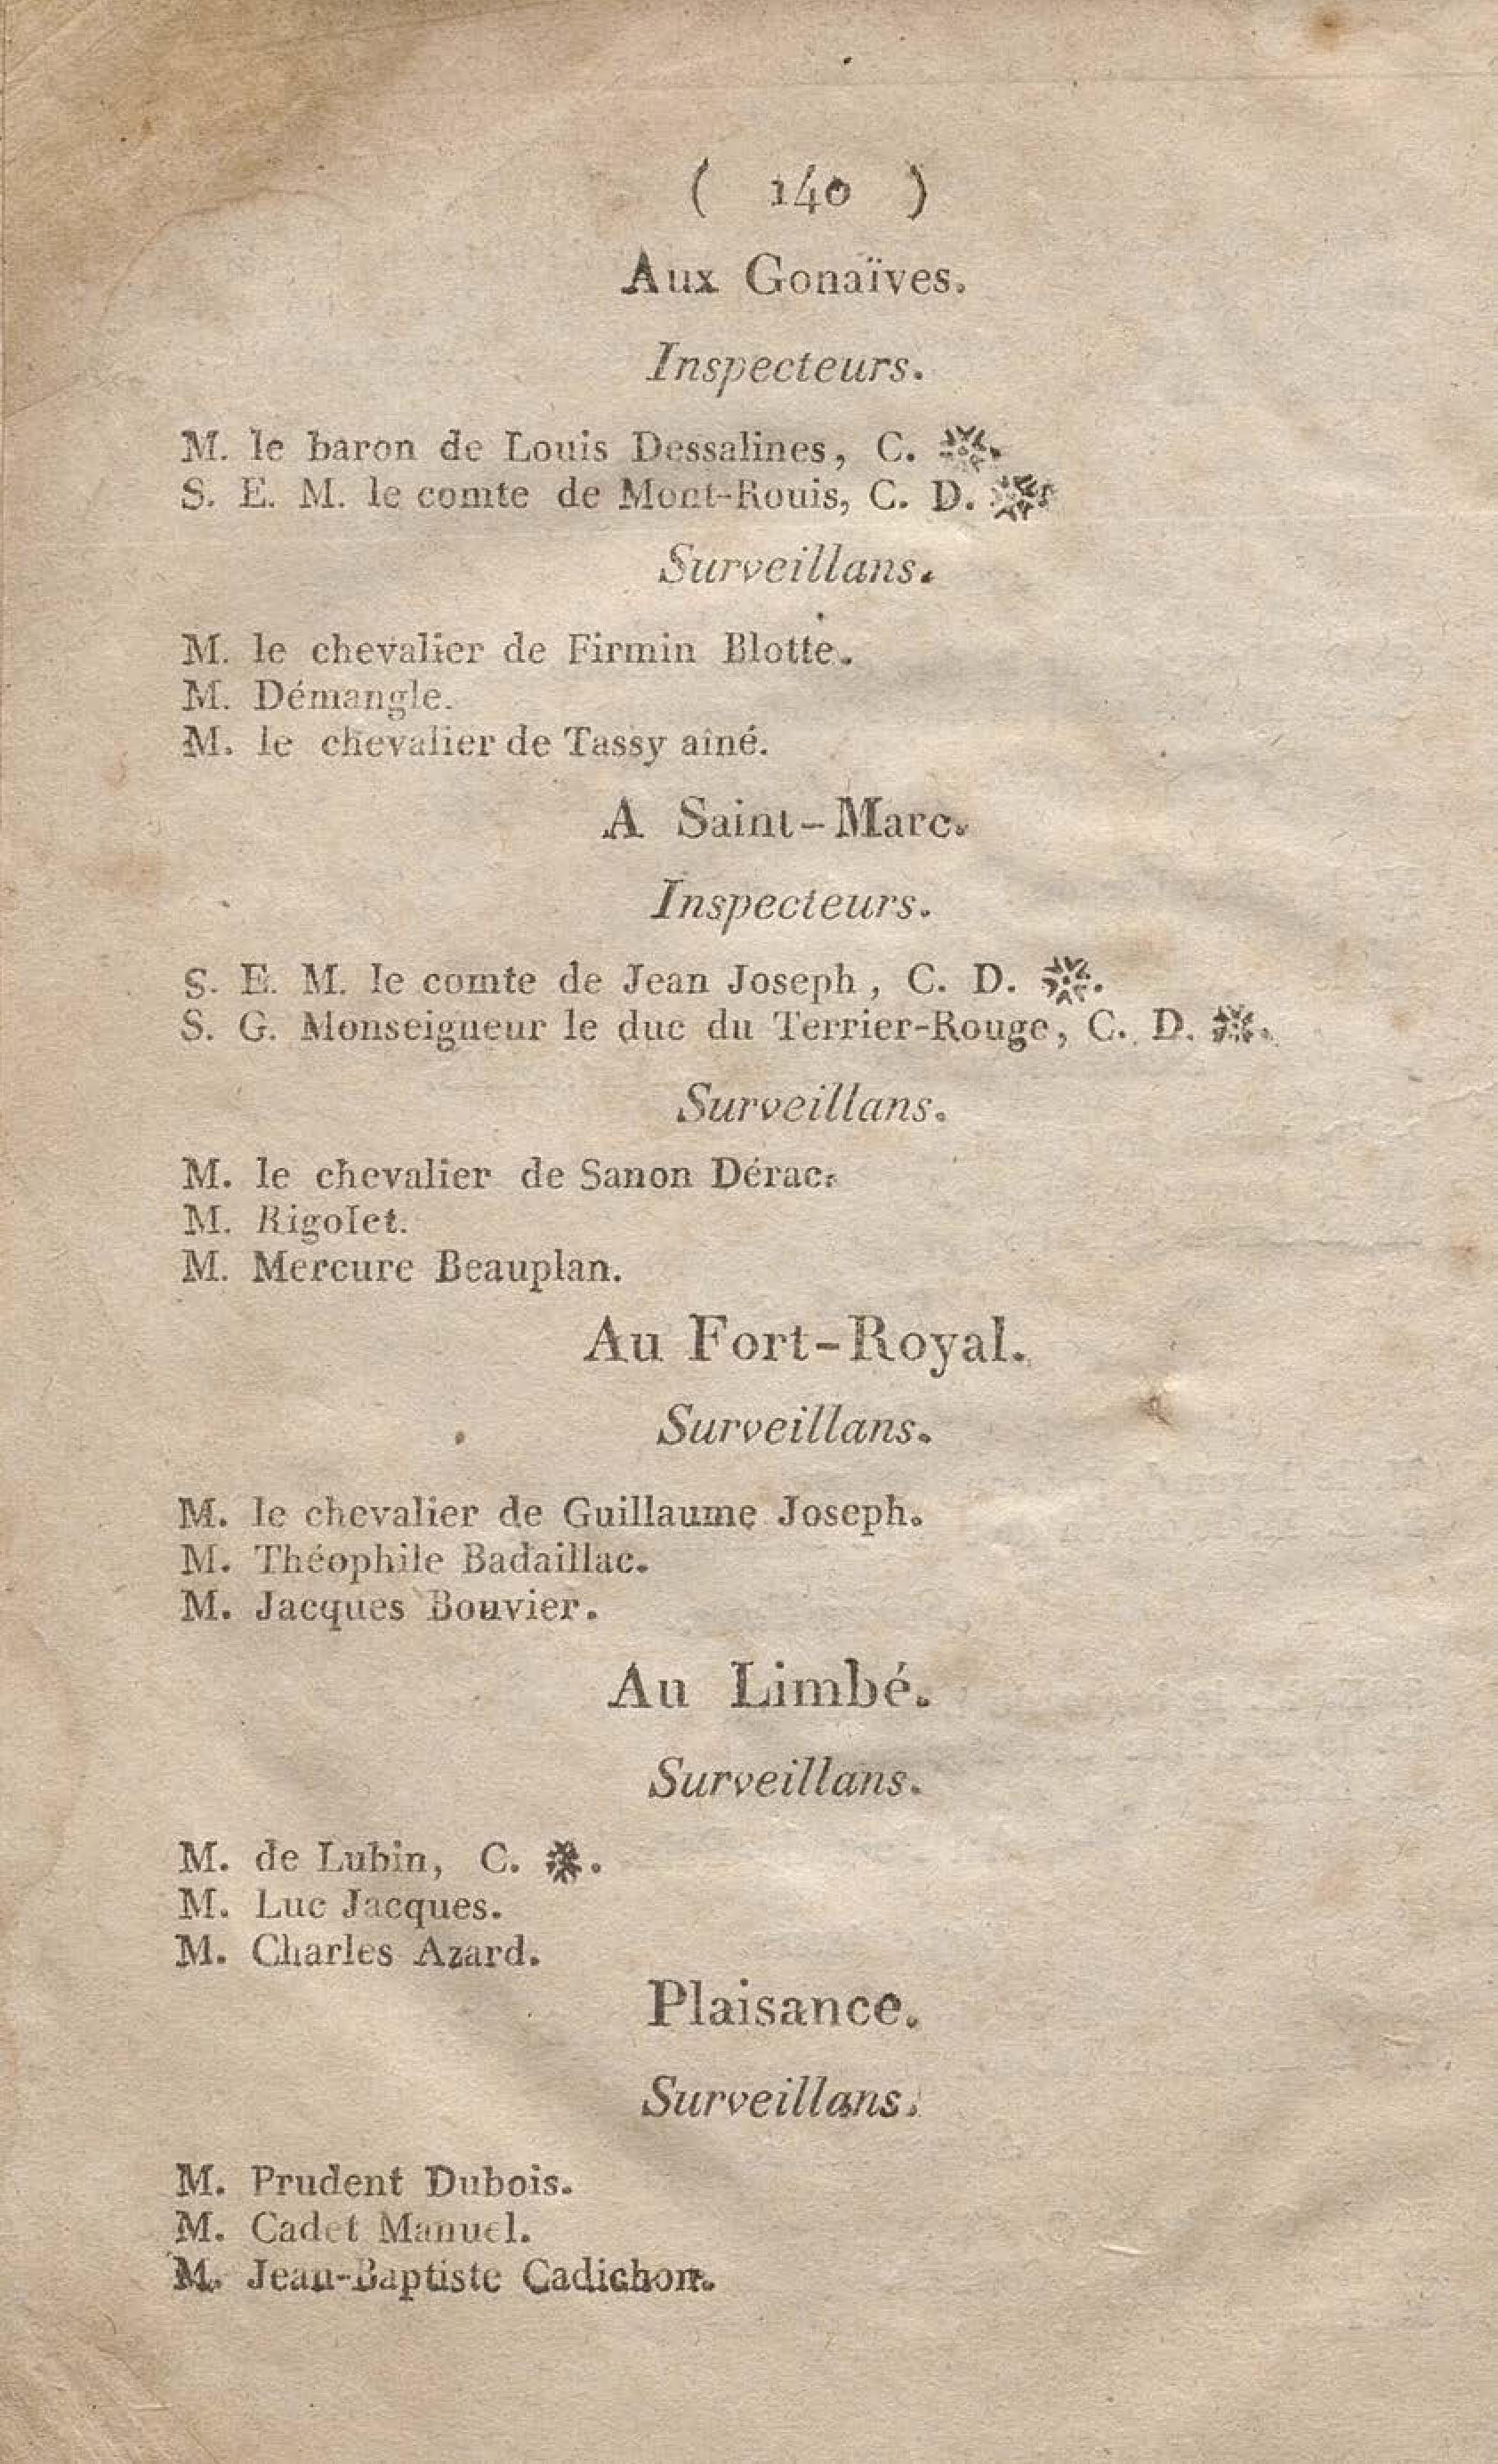 ( 140 )
Aux Gonaïves.
Inspecteurs.
M. le baron de Louis Dessalines, C. ※.
S. E. M. le comte de Mont-Rouis, C. D. ※.
Surveillans.
M. le chevalier de Firmin Blotte.
M. Démangle.
M. le chevalier de Tassy aîné.
A Saint-Marc.
Inspecteurs.
S. E. M. le comte de Jean Joseph, C. D. ※.
S. G. Monseigneur le duc du Terrier-Rouge, C. D. ※.
Surveillans.
M. le chevalier de Sanon Dérac.
M. Rigolet.
M. Mercure Beauplan.
Au Fort-Royal.
Surveillans.
M. le chevalier de Guillaume Joseph.
M. Théophile Badaillac.
M. Jacques Bouvier.
Au Limbé.
Surveillans.
M. de Lubin, C. ※.
M. Luc Jacques.
M. Charles Azard.
Plaisance.
Surveillans.
M. Prudent Dubois.
M. Cadet Manuel.
M. Jean-Baptiste Cadichon.